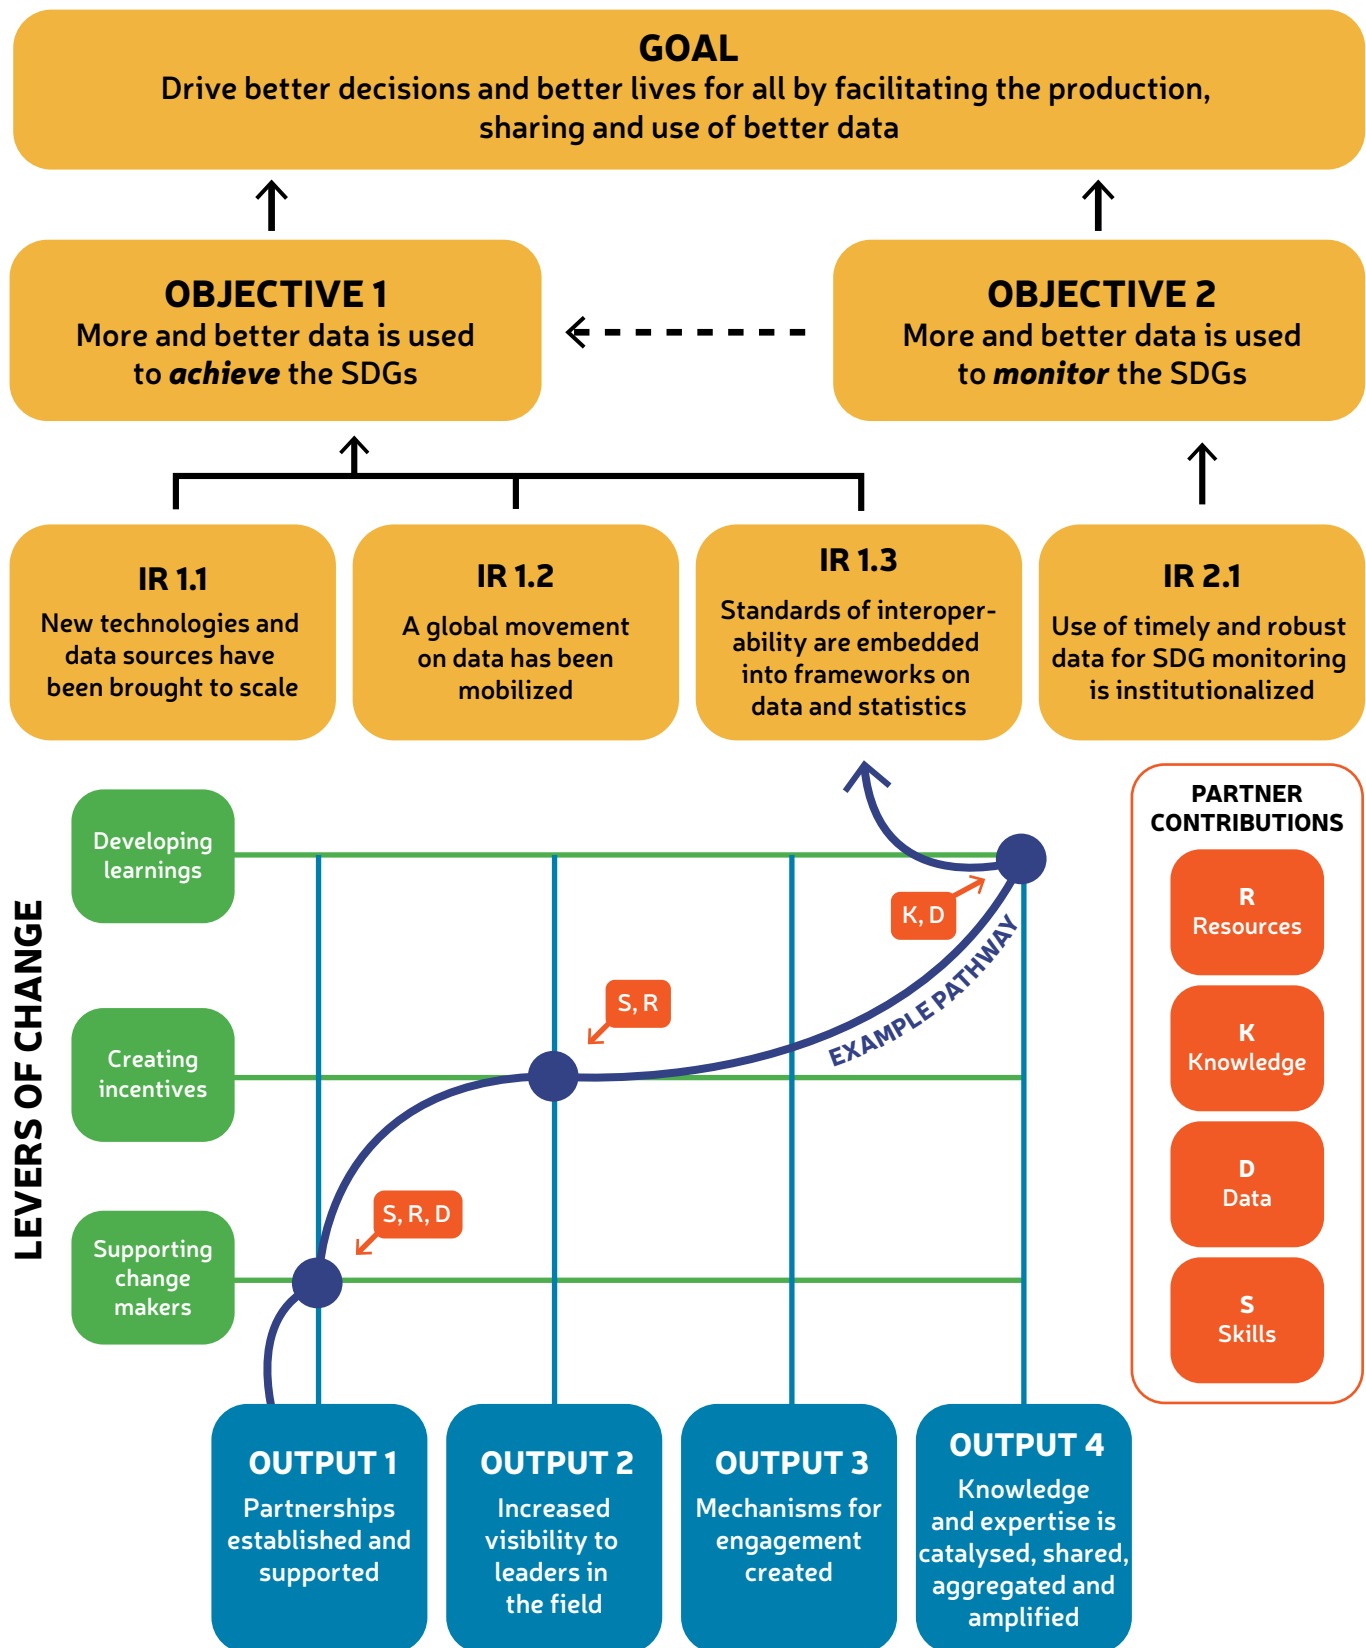 GOAL
Drive better decisions and better lives for all by facilitating the production,
sharing and use of better data
OBJECTIVE 1
More and better data is used
to achieve the SDGs
OBJECTIVE 2
More and better data is used
to monitor the SDGs
IR 1.1
New technologies and
data sources have
been brought to scale
IR 1.2
A global movement
on data has been
mobilized
IR 1.3
Standards of interoper-
ability are embedded
into frameworks on
data and statistics
IR 2.1
Use of timely and robust
data for SDG monitoring
is institutionalized
LEVERS OF CHANGE
Developing
learnings
Creating
incentives
Supporting
change
makers
K, D
S, R
S, R, D
EXAMPLE PATHWAY
PARTNER
CONTRIBUTIONS
R
Resources
K
Knowledge
D
Data
S
Skills
OUTPUT 1
Partnerships
established and
supported
OUTPUT 2
Increased
visibility to
leaders in
the field
OUTPUT 3
Mechanisms for
engagement
created
OUTPUT 4
Knowledge
and expertise is
catalysed, shared,
aggregated and
amplified